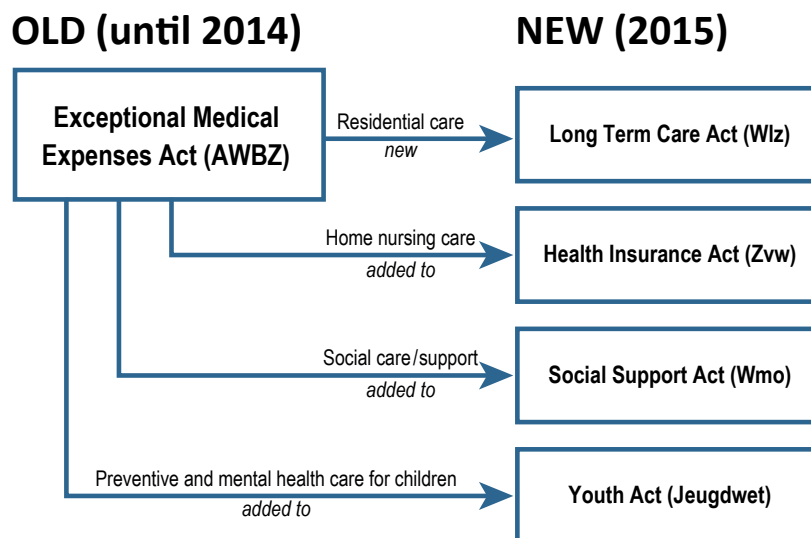 OLD (until 2014)
NEW (2015)
Exceptional Medical
Expenses Act (AWBZ)
Residential care
new
Long Term Care Act (Wlz)
Home nursing care
added to
Health Insurance Act (Zvw)
Social care/support
added to
Social Support Act (Wmo)
Preventive and mental health care for children
added to
Youth Act (Jeugdwet)